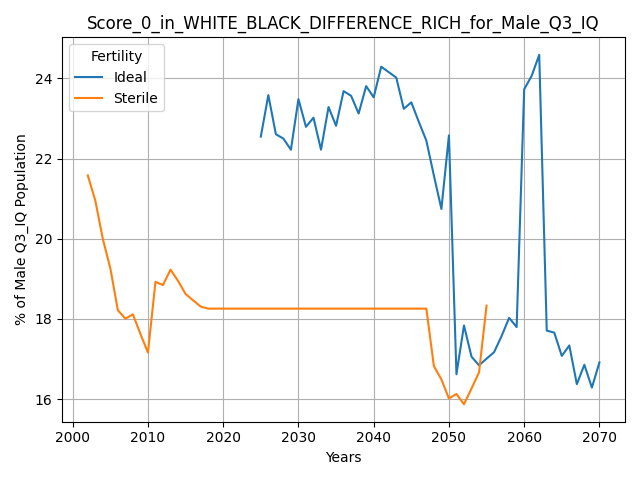 Score_0_in_WHITE_BLACK_DIFFERENCE_RICH_for_Male_Q3_IQ
Fertility
Ideal
Sterile
% of Male Q3_IQ Population
24
22
20
18
16
2000 2010 2020 2030 2040 2050 2060 2070
Years